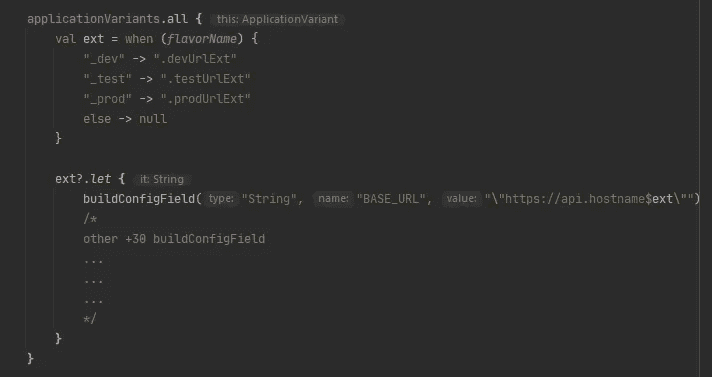 applicationVariants.all { this: ApplicationVariant
val ext = when (flavorName) {
"_dev" -> ".devUrlExt"
"_test" -> ".testUrlExt"
"_prod" -> ".prodUrlExt"
else -> null
}
ext?.let { it: String
buildConfigField( type: "String", name: "BASE_URL", value: "\"https://api.hostname$ext\"")
/*
other +30 buildConfigField
...
...
...
*/
}
}